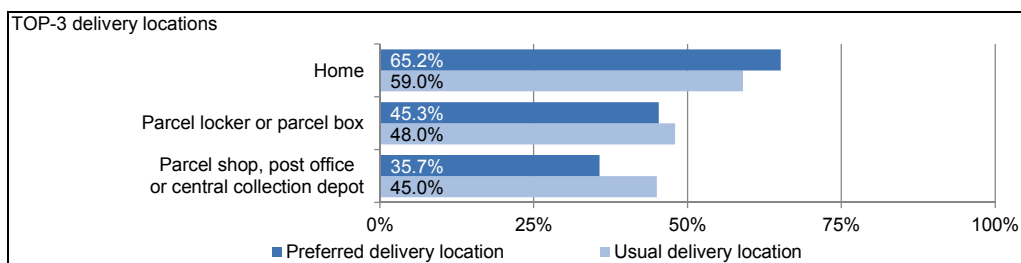 TOP-3 delivery locations
Home
65.2%
59.0%
Parcel locker or parcel box
45.3%
48.0%
Parcel shop, post office
or central collection depot
35.7%
45.0%
0% 25% 50% 75% 100%
Preferred delivery location Usual delivery location